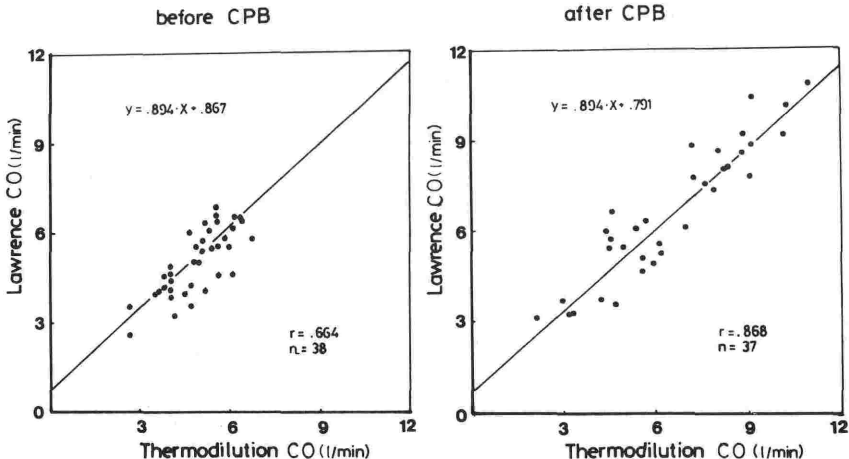 before CPB
12
9
6
3
0
Lawrence CO (l/min)
y = .894·X + .867
r = .664
n = 38
3
6
9
12
Thermodilution CO (l/min)
after CPB
12
9
6
3
0
Lawrence CO (l/min)
y = .894·X + .791
r = .868
n = 37
3
6
9
12
Thermodilution CO (l/min)